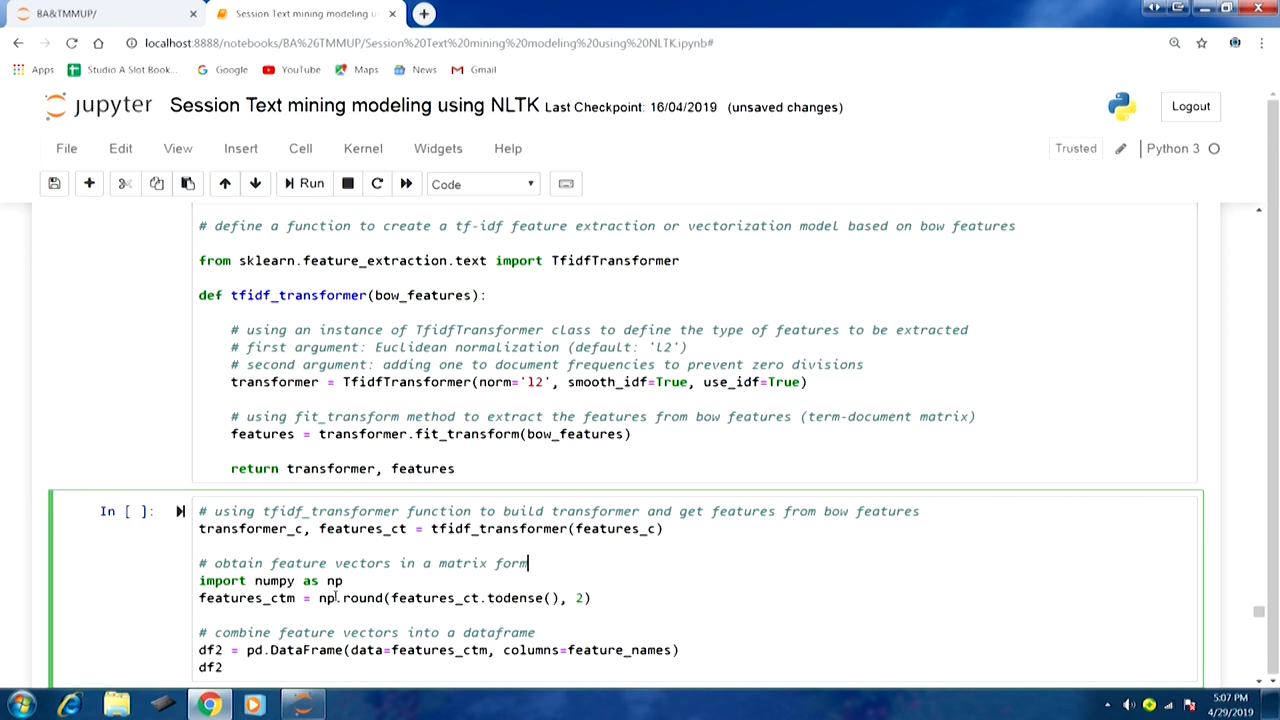 BA&TMMUP/
Session Text mining modeling u
localhost:8888/notebooks/BA%26TMMUP/Session%20Text%20mining%20modeling%20using%20NLTK.ipynb#
Apps Studio A Slot Book... Google YouTube Maps News Gmail
jupyter Session Text mining modeling using NLTK Last Checkpoint: 16/04/2019 (unsaved changes) Logout
File Edit View Insert Cell Kernel Widgets Help Trusted Python 3
Run Code
# define a function to create a tf-idf feature extraction or vectorization model based on bow features
from sklearn.feature_extraction.text import TfidfTransformer
def tfidf_transformer(bow_features):
# using an instance of TfidfTransformer class to define the type of features to be extracted
# first argument: Euclidean normalization (default: 'l2')
# second argument: adding one to document frequencies to prevent zero divisions
transformer = TfidfTransformer(norm='l2', smooth_idf=True, use_idf=True)
# using fit_transform method to extract the features from bow features (term-document matrix)
features = transformer.fit_transform(bow_features)
return transformer, features
In [ ]:
# using tfidf_transformer function to build transformer and get features from bow features
transformer_c, features_ct = tfidf_transformer(features_c)
# obtain feature vectors in a matrix form
import numpy as np
features_ctm = np.round(features_ct.todense(), 2)
# combine feature vectors into a dataframe
df2 = pd.DataFrame(data=features_ctm, columns=feature_names)
df2
5:07 PM
4/29/2019